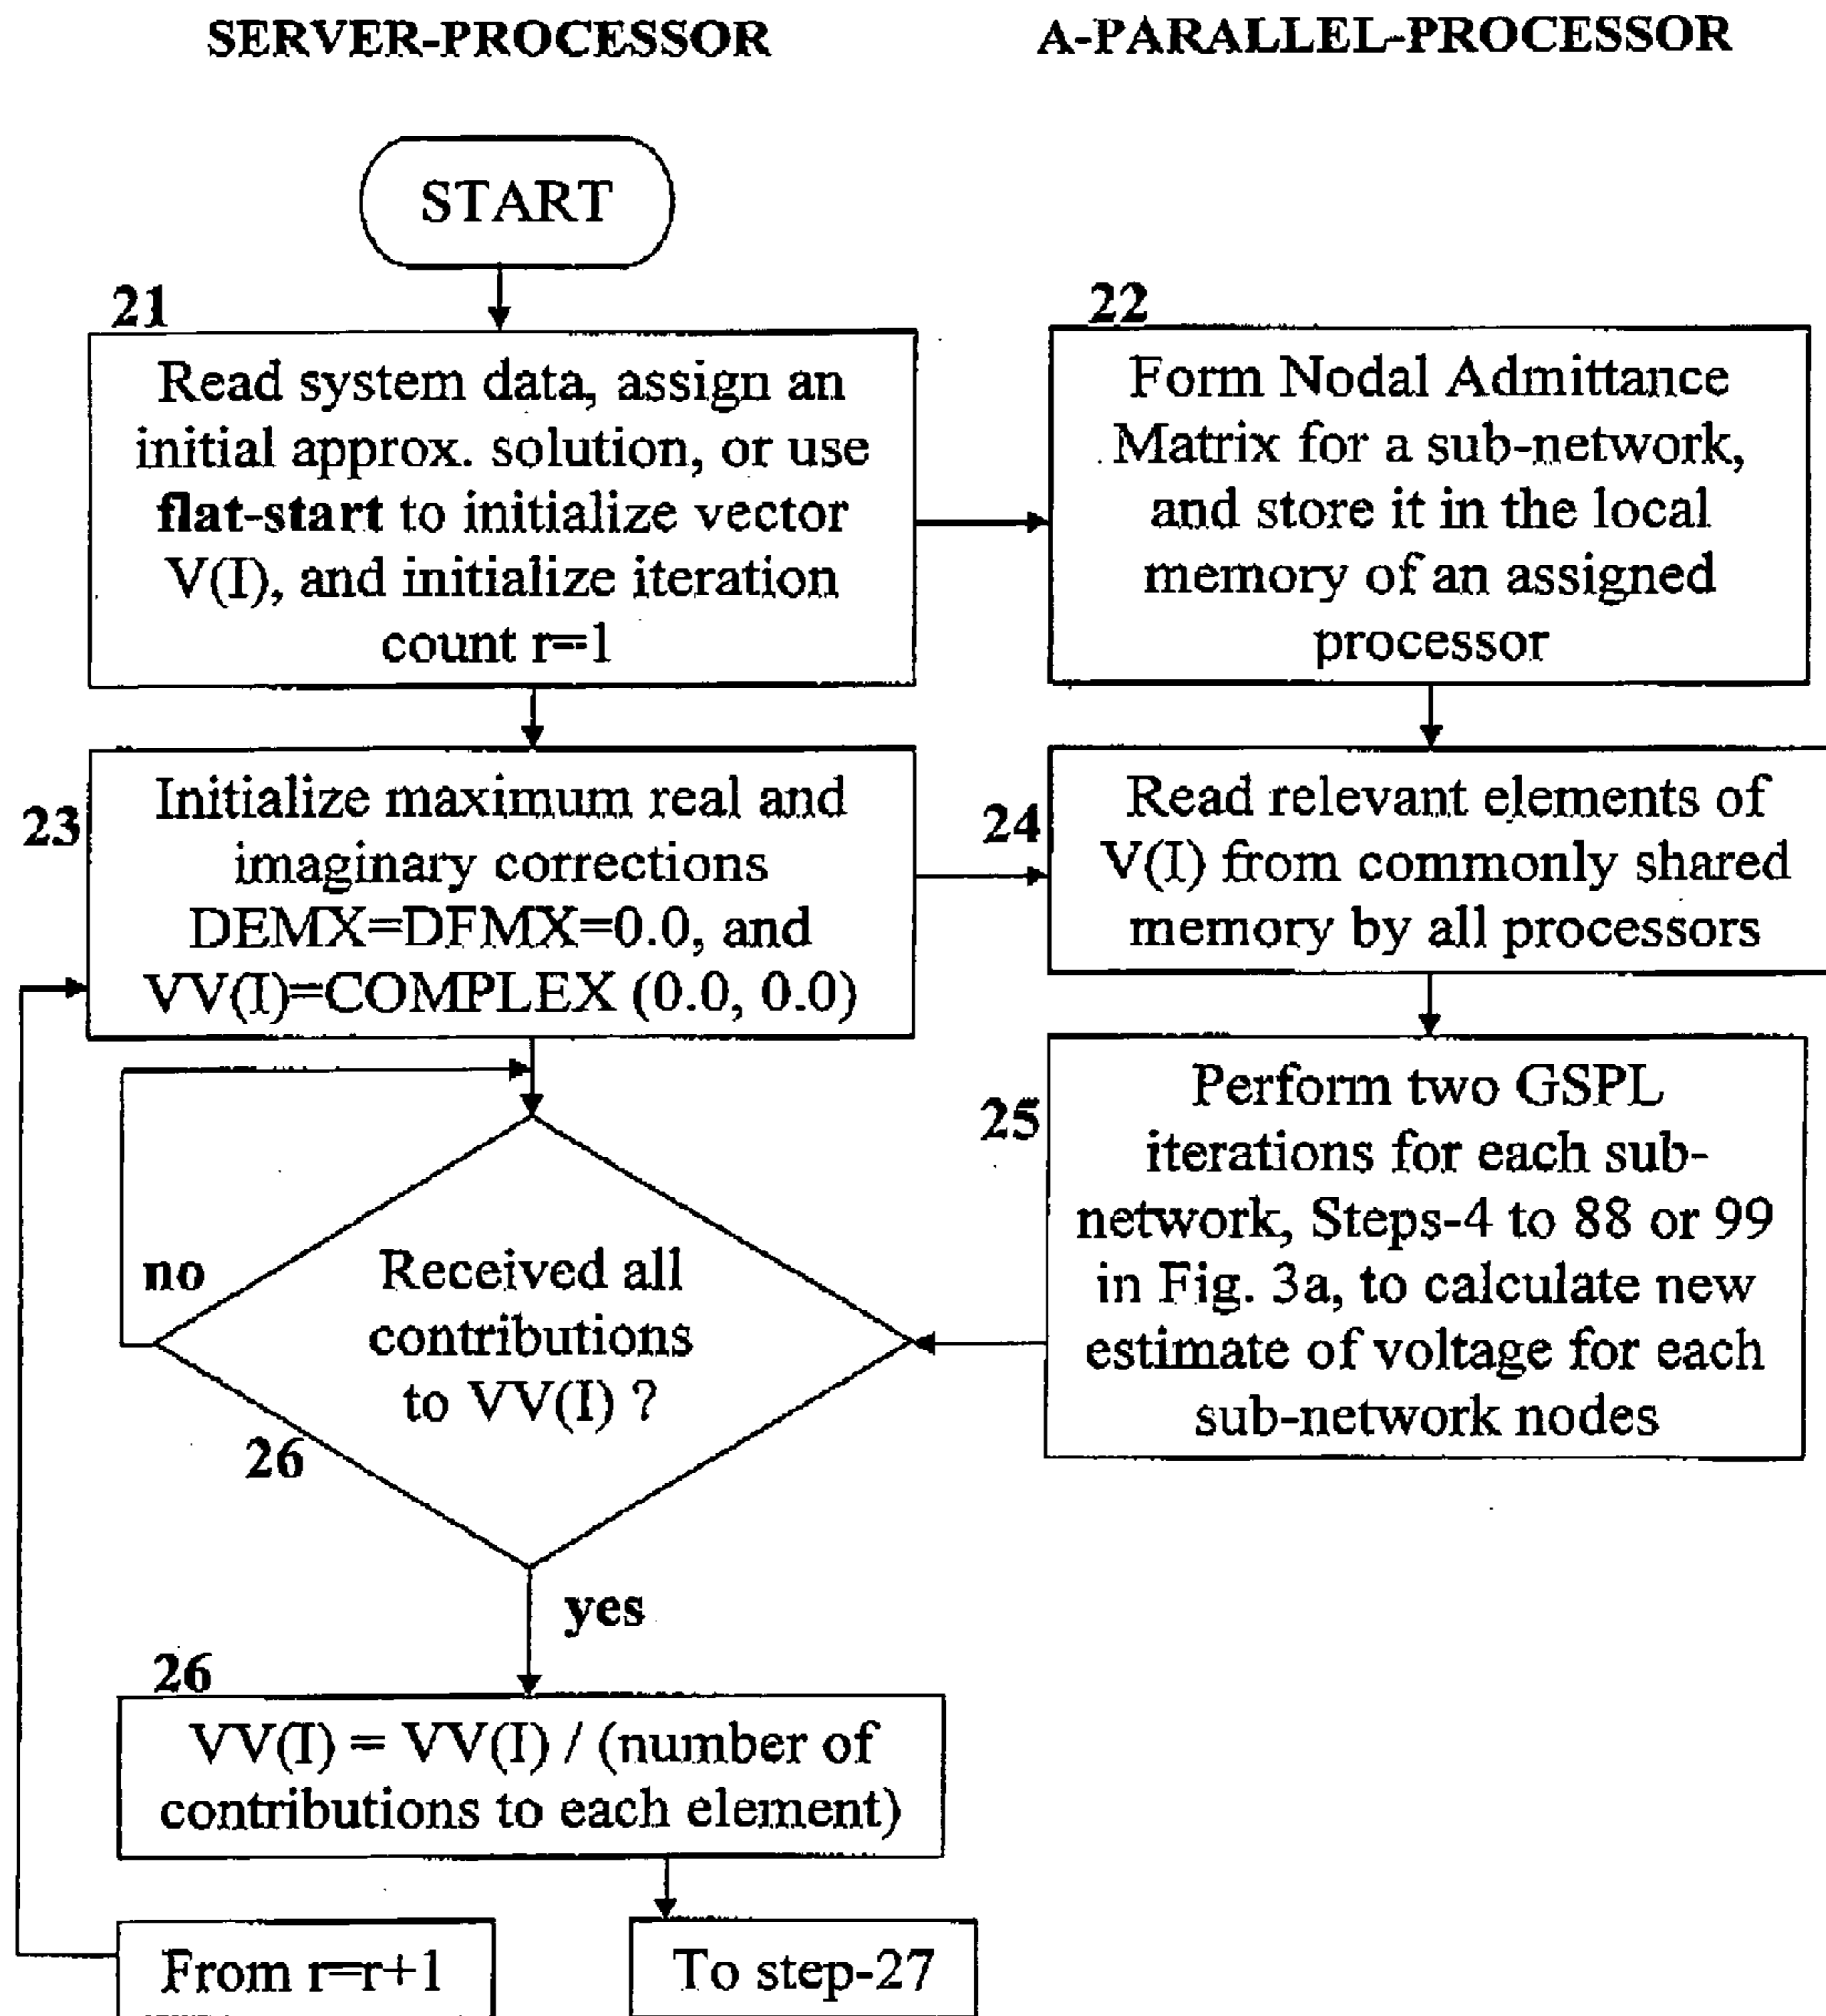 SERVER-PROCESSOR
A-PARALLEL-PROCESSOR
START
21
Read system data, assign an
initial approx. solution, or use
flat-start to initialize vector
V(I), and initialize iteration
count r=1
22
Form Nodal Admittance
Matrix for a sub-network,
and store it in the local
memory of an assigned
processor
23
Initialize maximum real and
imaginary corrections
DEMX=DFMX=0.0, and
VV(I)=COMPLEX (0.0, 0.0)
24
Read relevant elements of
V(I) from commonly shared
memory by all processors
25
Perform two GSPL
iterations for each sub-
network, Steps-4 to 88 or 99
in Fig. 3a, to calculate new
estimate of voltage for each
sub-network nodes
no
Received all
contributions
to VV(I) ?
26
yes
26
VV(I) = VV(I) / (number of
contributions to each element)
From r=r+1
To step-27